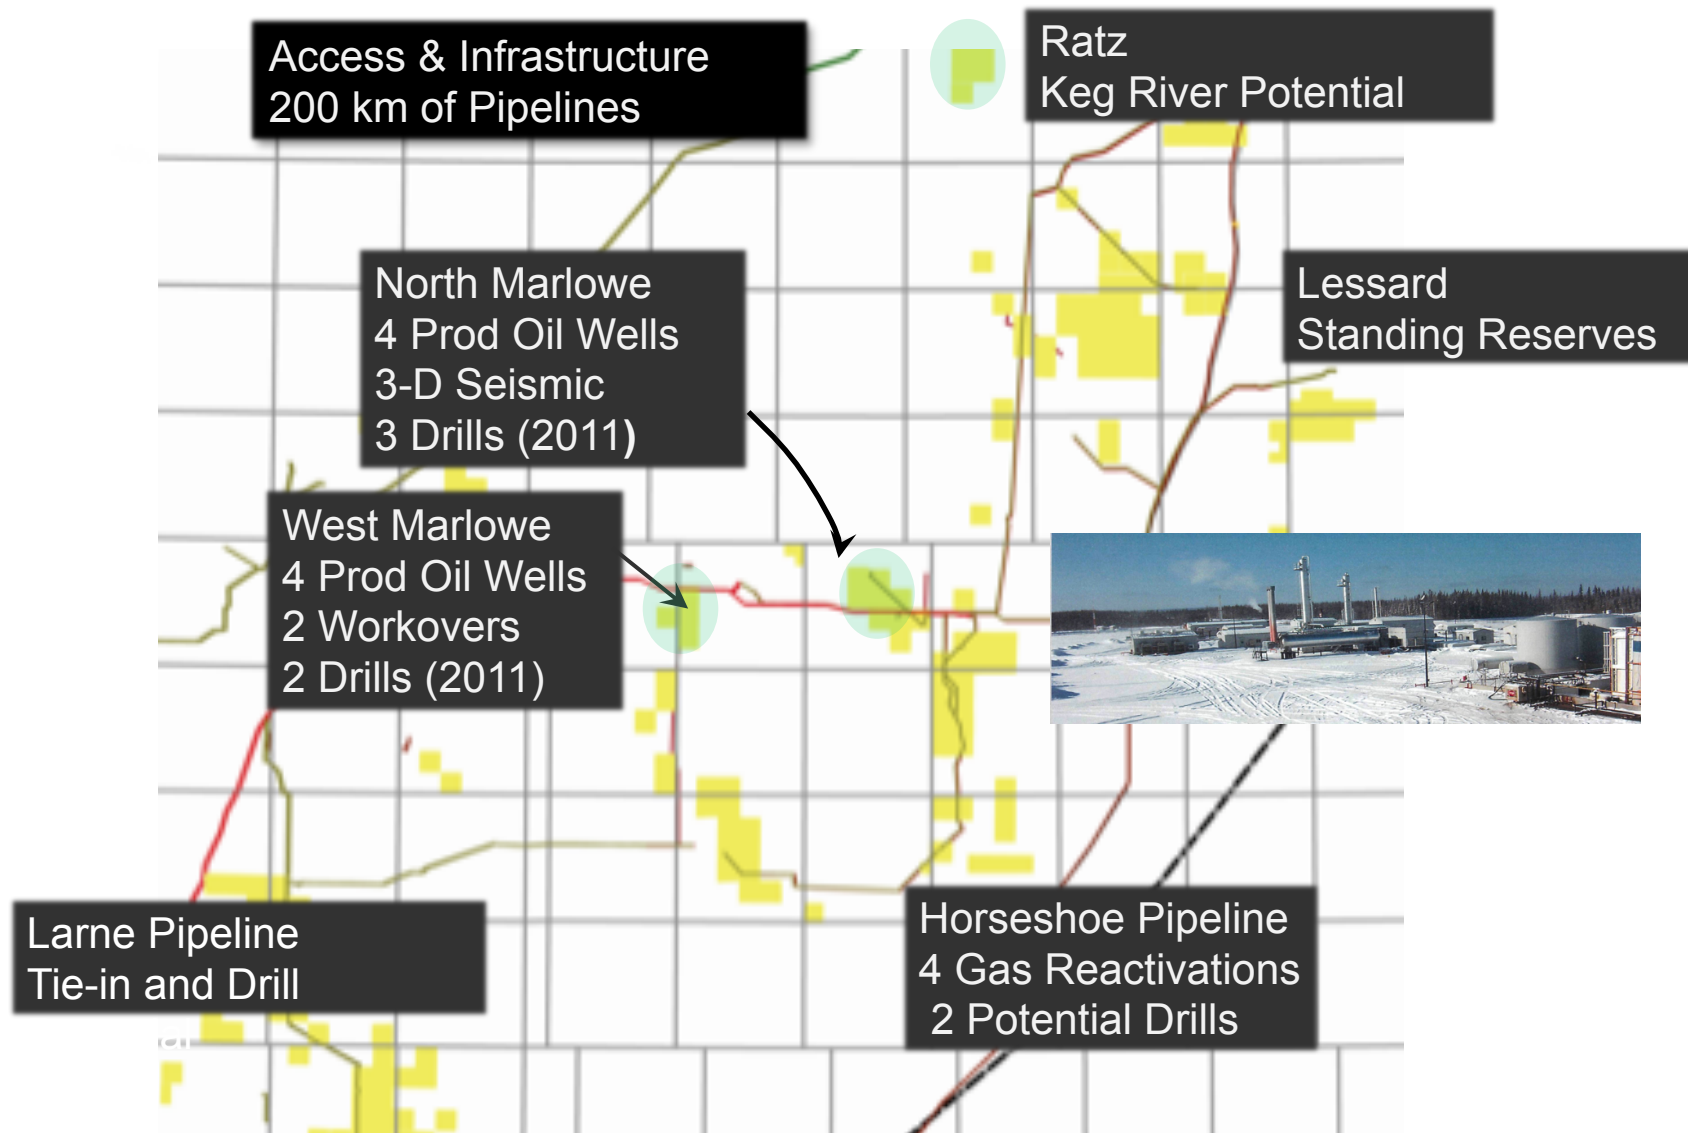 Access & Infrastructure
200 km of Pipelines
Ratz
Keg River Potential
North Marlowe
4 Prod Oil Wells
3-D Seismic
3 Drills (2011)
Lessard
Standing Reserves
West Marlowe
4 Prod Oil Wells
2 Workovers
2 Drills (2011)
Larne Pipeline
Tie-in and Drill
Horseshoe Pipeline
4 Gas Reactivations
2 Potential Drills